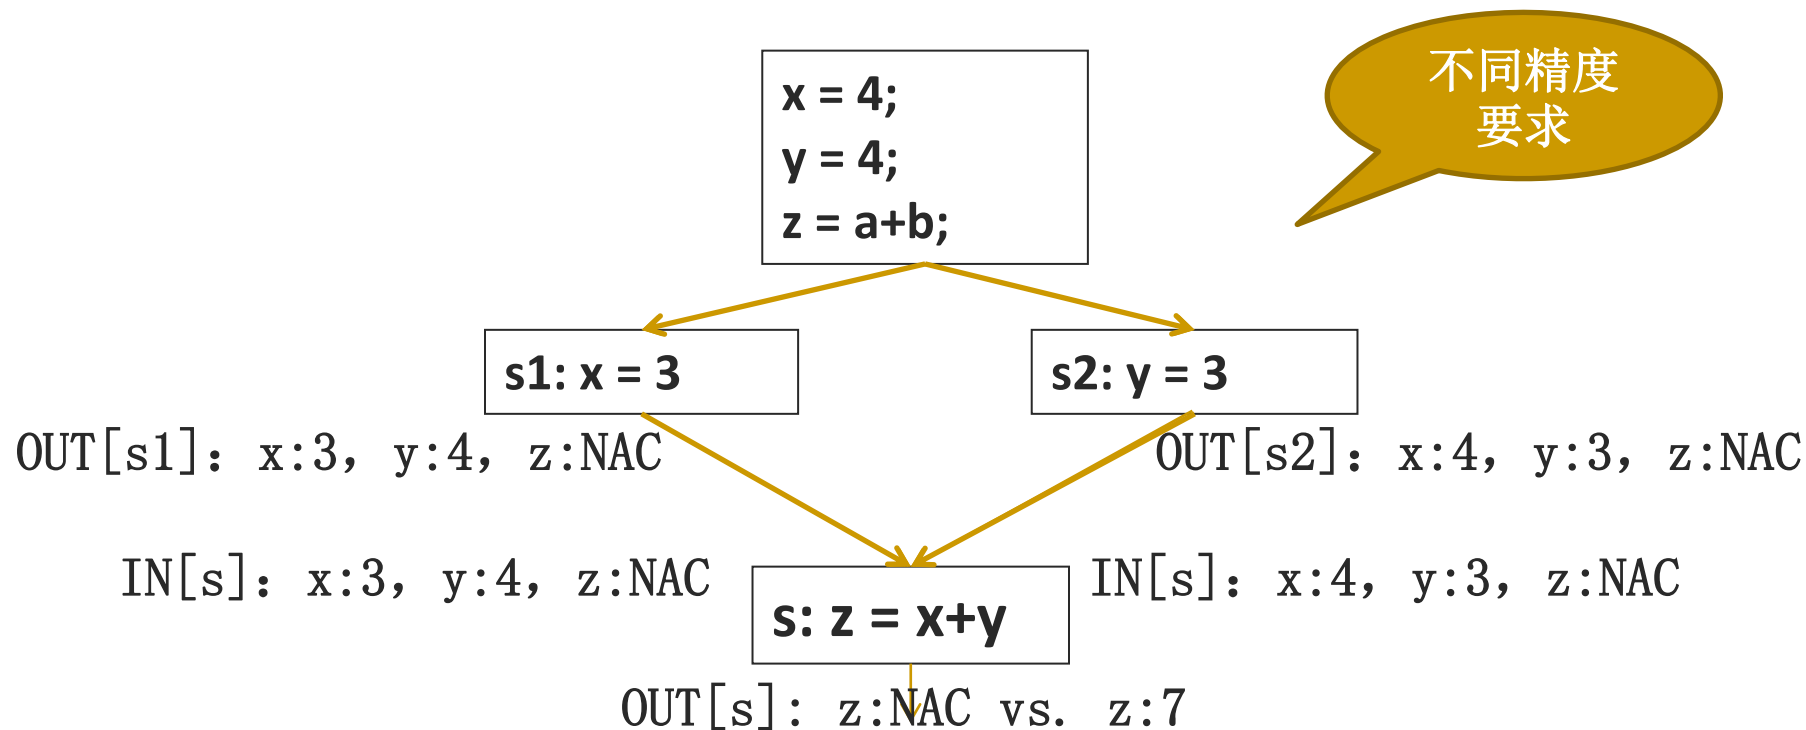 不同精度
要求
x = 4;
y = 4;
z = a+b;
s1: x = 3
s2: y = 3
OUT[s1]：x:3，y:4，z:NAC
OUT[s2]：x:4，y:3，z:NAC
IN[s]：x:3，y:4，z:NAC
IN[s]：x:4，y:3，z:NAC
s: z = x+y
OUT[s]: z:NAC vs. z:7